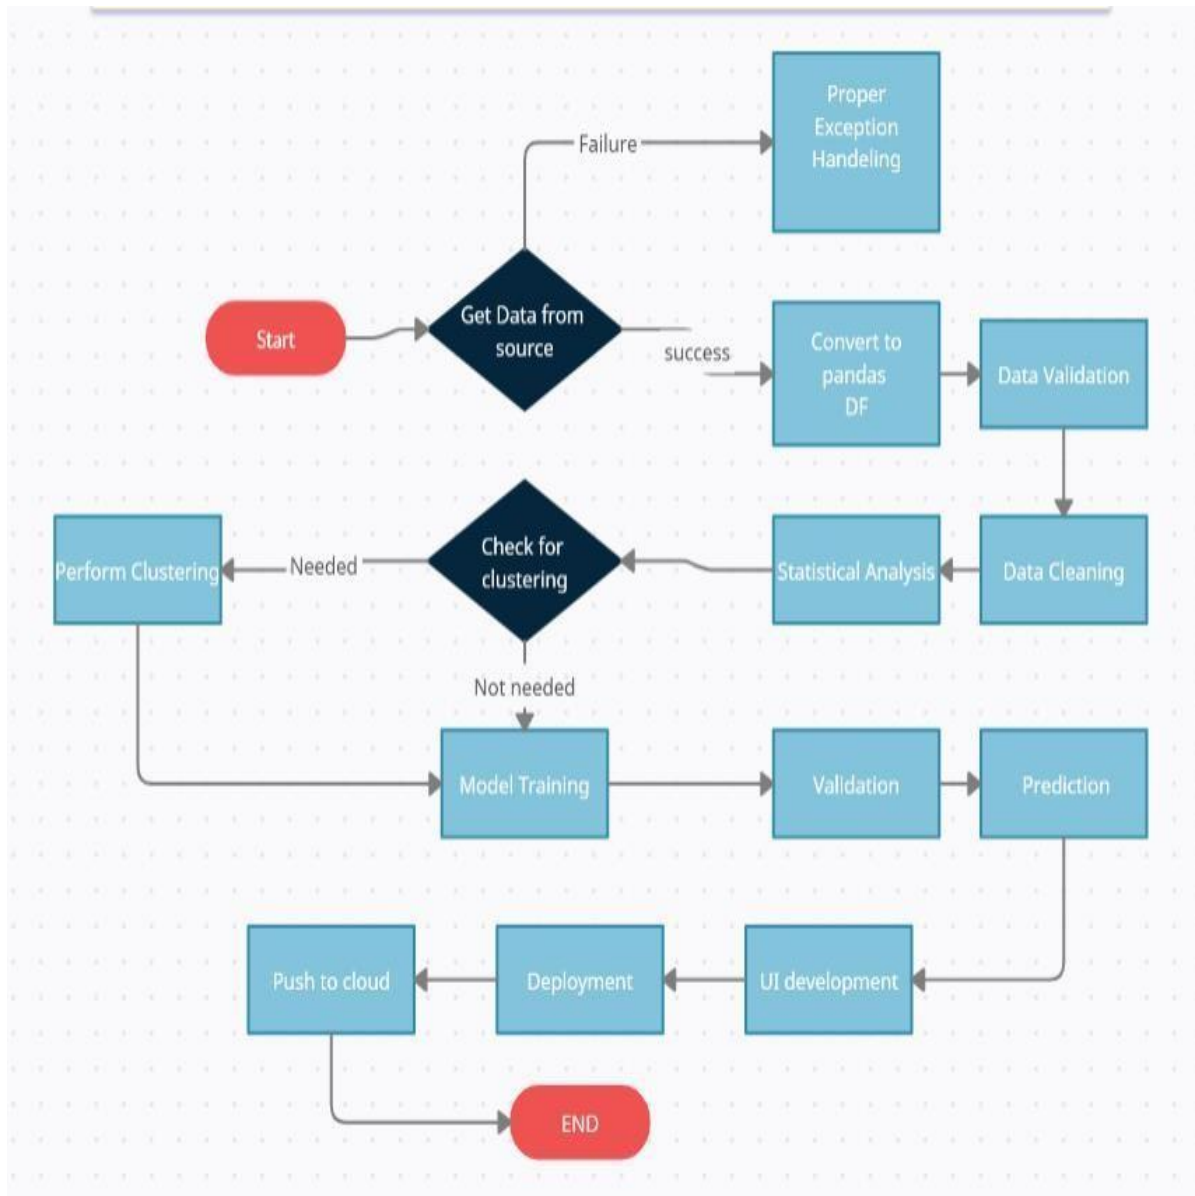 Proper
Exception
Handeling
Failure
Start
Get Data from
source
success
Convert to
pandas
DF
Data Validation
Perform Clustering
Needed
Check for
clustering
Statistical Analysis
Data Cleaning
Not needed
Model Training
Validation
Prediction
Push to cloud
Deployment
UI development
END